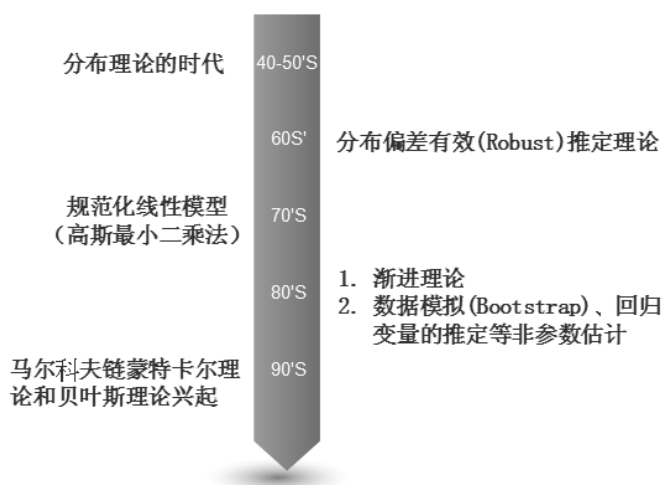 分布理论的时代
40-50'S
60S'
分布偏差有效(Robust)推定理论
规范化线性模型
（高斯最小二乘法）
70'S
80'S
1. 渐进理论
2. 数据模拟(Bootstrap)、回归
变量的推定等非参数估计
马尔科夫链蒙特卡尔理
论和贝叶斯理论兴起
90'S